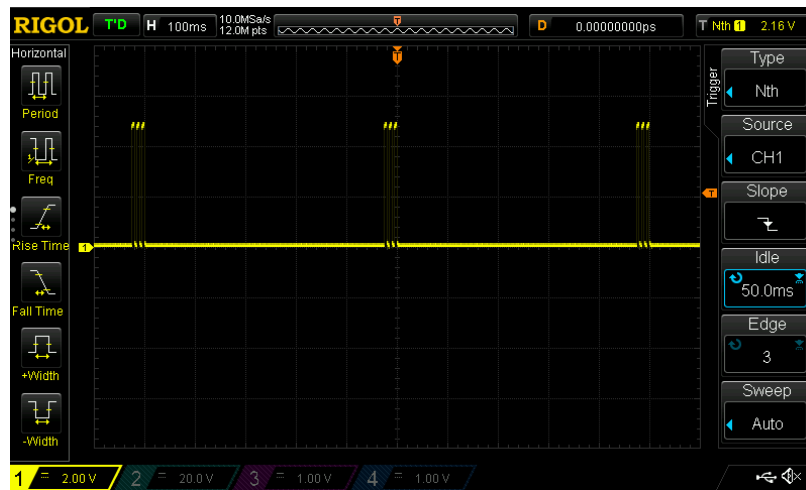 RIGOL T'D H 100ms 10.0MSa/s 12.0M pts T D 0.00000000ps T Nth 1 2.16 V
Horizontal
Period
Freq
Rise Time
Fall Time
+Width
-Width
T
1
T
Trigger
Type
Nth
Source
CH1
Slope
Idle
50.0ms
Edge
3
Sweep
Auto
1 = 2.00 V 2 = 20.0 V 3 = 1.00 V 4 = 1.00 V